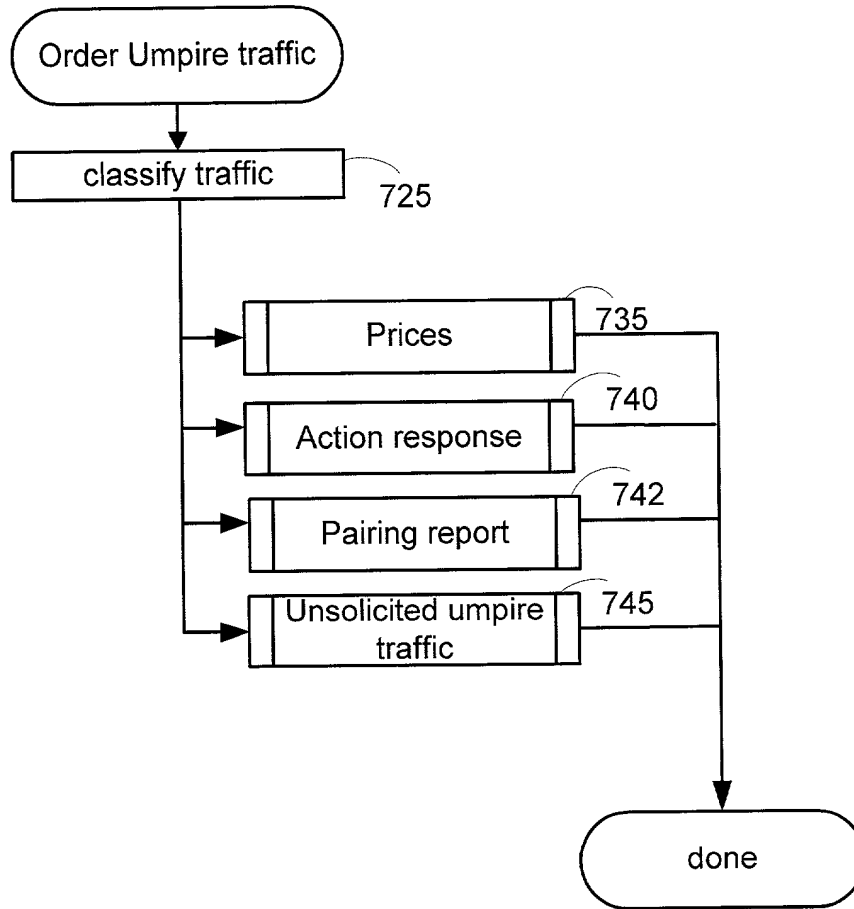 Order Umpire traffic
classify traffic
725
Prices
735
Action response
740
Pairing report
742
Unsolicited umpire
traffic
745
done